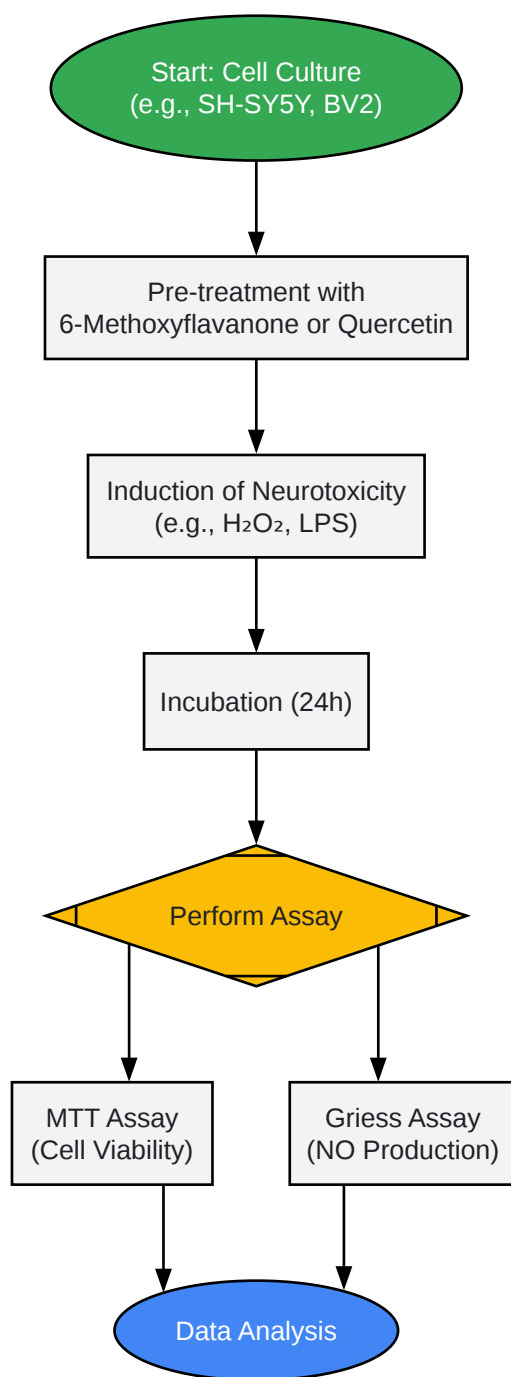 Start: Cell Culture
(e.g., SH-SY5Y, BV2)
Pre-treatment with
6-Methoxyflavanone or Quercetin
Induction of Neurotoxicity
(e.g., H₂O₂, LPS)
Incubation (24h)
Perform Assay
MTT Assay
(Cell Viability)
Griess Assay
(NO Production)
Data Analysis